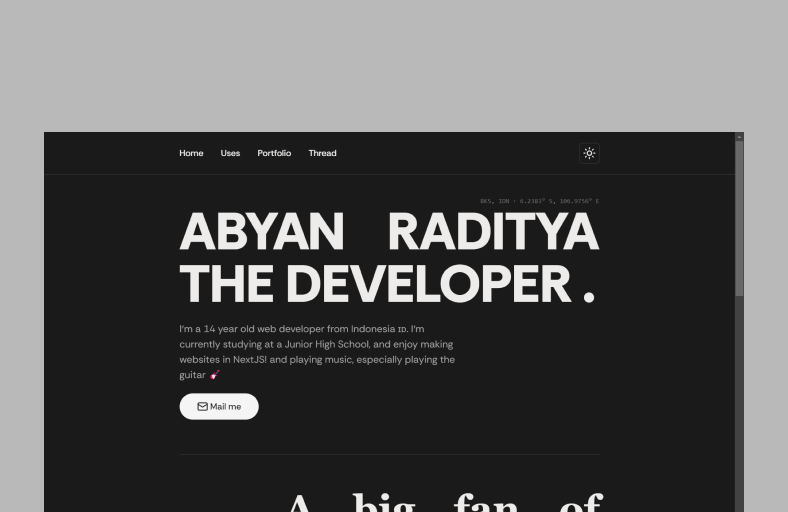 Home Uses Portfolio Thread
BKS, IDN · 6.2383° S, 106.9756° E
ABYAN RADITYA
THE DEVELOPER .
I'm a 14 year old web developer from Indonesia ID. I'm
currently studying at a Junior High School, and enjoy making
websites in NextJS! and playing music, especially playing the
guitar 🎸
Mail me
A big fan of